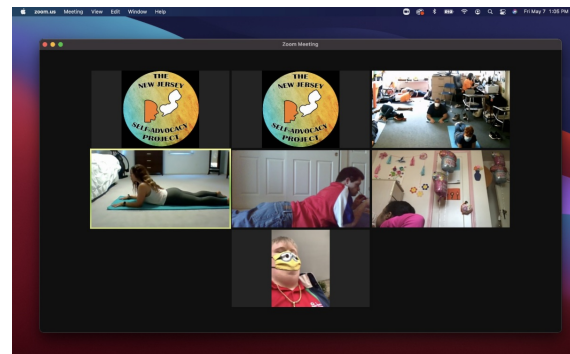 zoom.us Meeting View Edit Window Help Fri May 7 1:05 PM
Zoom Meeting
THE
NEW JERSEY
SELF-ADVOCACY
PROJECT
THE
NEW JERSEY
SELF-ADVOCACY
PROJECT